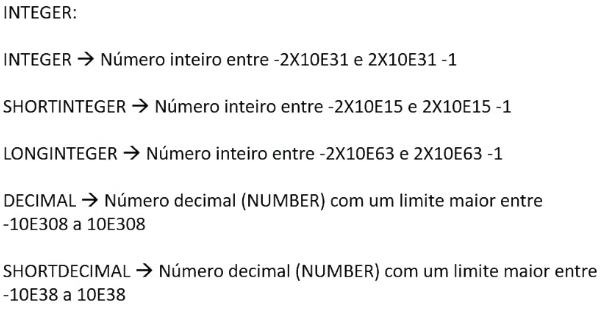 INTEGER:
INTEGER → Número inteiro entre -2X10E31 e 2X10E31 -1
SHORTINTEGER → Número inteiro entre -2X10E15 e 2X10E15 -1
LONGINTEGER → Número inteiro entre -2X10E63 e 2X10E63 -1
DECIMAL → Número decimal (NUMBER) com um limite maior entre
-10E308 a 10E308
SHORTDECIMAL → Número decimal (NUMBER) com um limite maior entre
-10E38 a 10E38